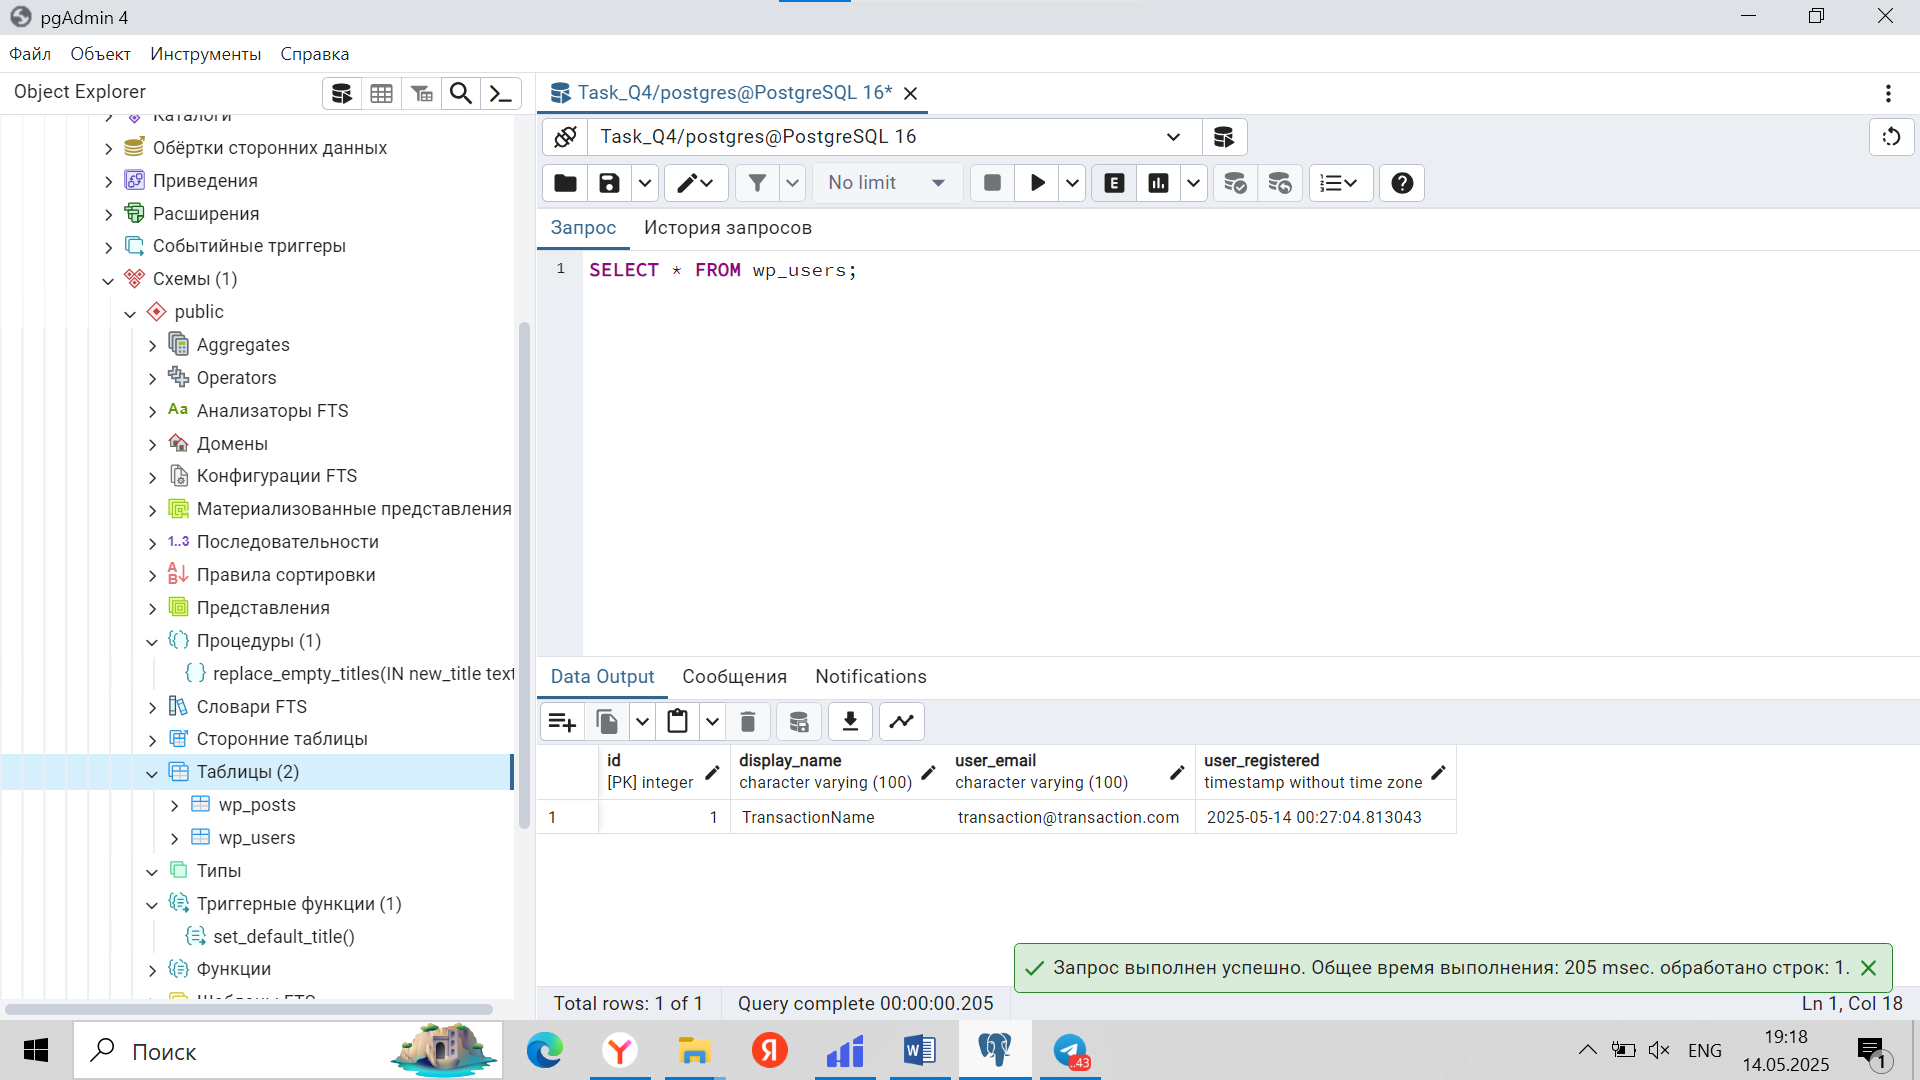 pgAdmin 4
Файл Объект Инструменты Справка
Object Explorer
Каталоги
Обёртки сторонних данных
Приведения
Расширения
Событийные триггеры
Схемы (1)
public
Aggregates
Operators
Aa Анализаторы FTS
Домены
Конфигурации FTS
Материализованные представления
1..3 Последовательности
Правила сортировки
Представления
Процедуры (1)
replace_empty_titles(IN new_title text
Словари FTS
Сторонние таблицы
Таблицы (2)
wp_posts
wp_users
Типы
Триггерные функции (1)
set_default_title()
Функции
Шаблоны FTS
Task_Q4/postgres@PostgreSQL 16*
Task_Q4/postgres@PostgreSQL 16
No limit
E
Запрос История запросов
1 SELECT * FROM wp_users;
Data Output Сообщения Notifications
id display_name user_email user_registered
[PK] integer character varying (100) character varying (100) timestamp without time zone
1 1 TransactionName transaction@transaction.com 2025-05-14 00:27:04.813043
Запрос выполнен успешно. Общее время выполнения: 205 msec. обработано строк: 1.
Total rows: 1 of 1 Query complete 00:00:00.205 Ln 1, Col 18
Поиск
Я
..43
ENG
19:18
14.05.2025
1